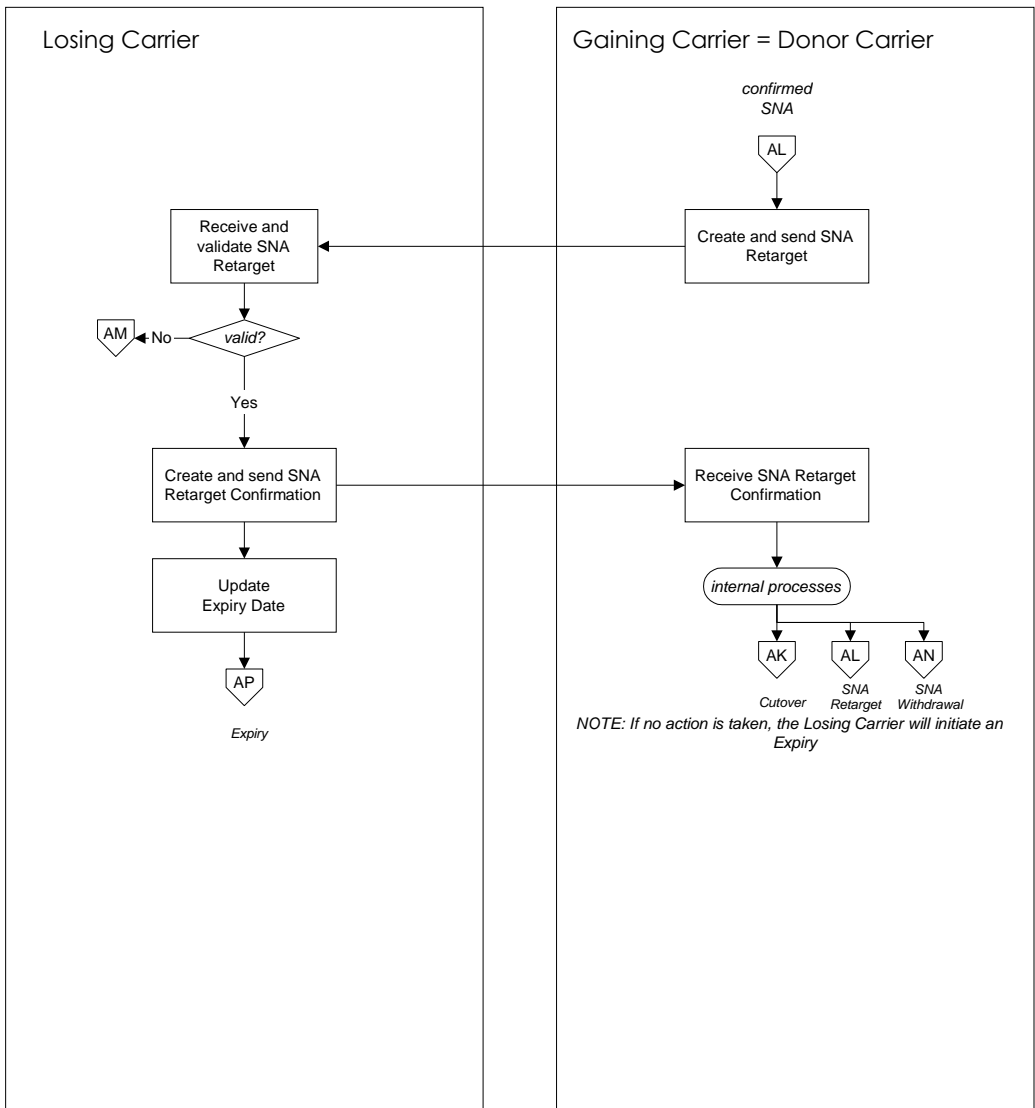 Losing Carrier
Gaining Carrier = Donor Carrier
confirmed
SNA
AL
Receive and
validate SNA
Retarget
Create and send SNA
Retarget
AM
No
valid?
Yes
Create and send SNA
Retarget Confirmation
Receive SNA Retarget
Confirmation
Update
Expiry Date
internal processes
AP
Expiry
AK
AL
AN
Cutover
SNA
Retarget
SNA
Withdrawal
NOTE: If no action is taken, the Losing Carrier will initiate an
Expiry